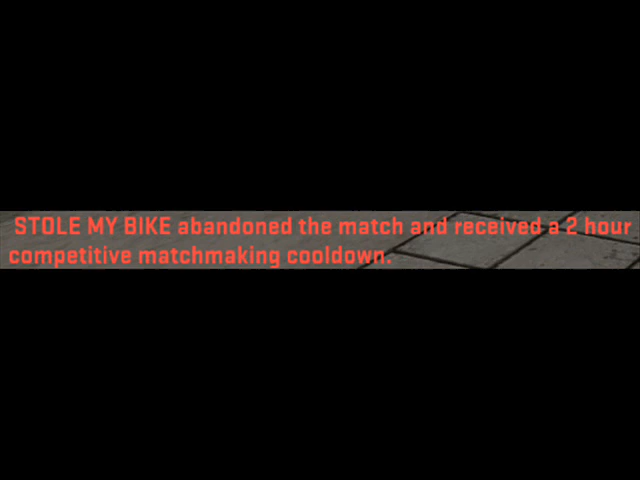 STOLE MY BIKE abandoned the match and received a 2 hour
competitive matchmaking cooldown.